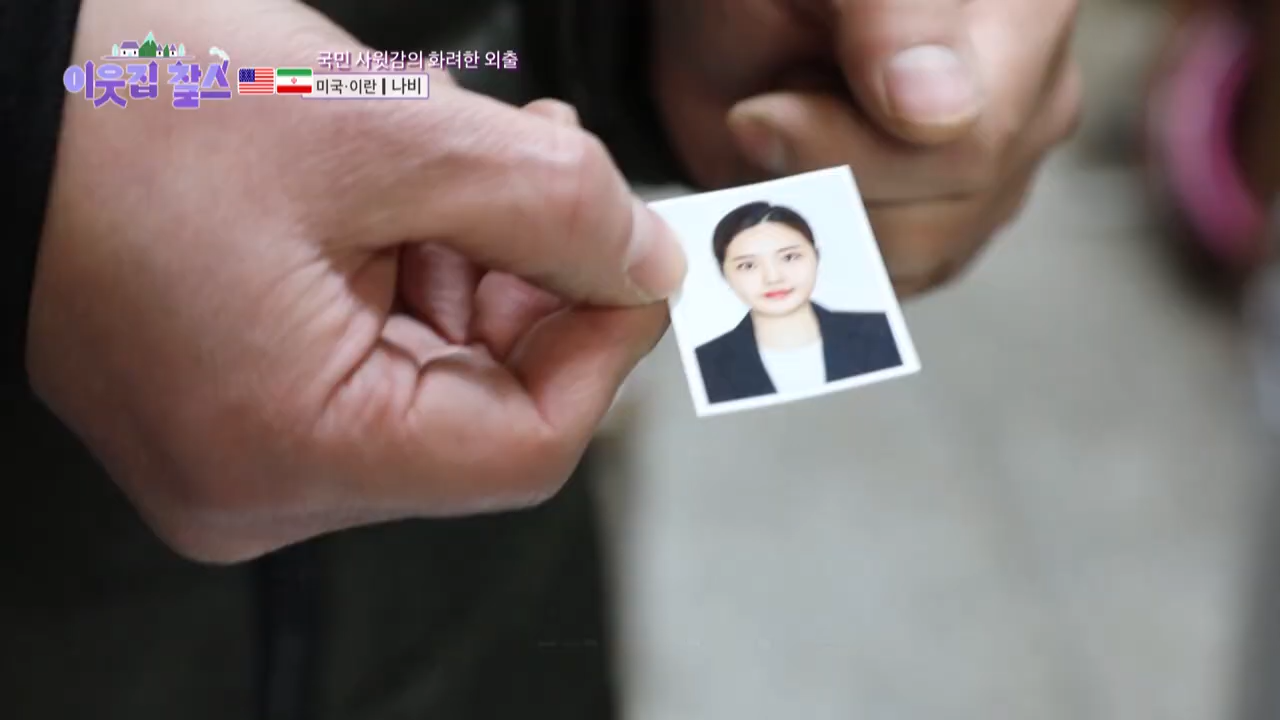 국민 사윗감의 화려한 외출
이웃집 찰스
미국·이란 | 나비